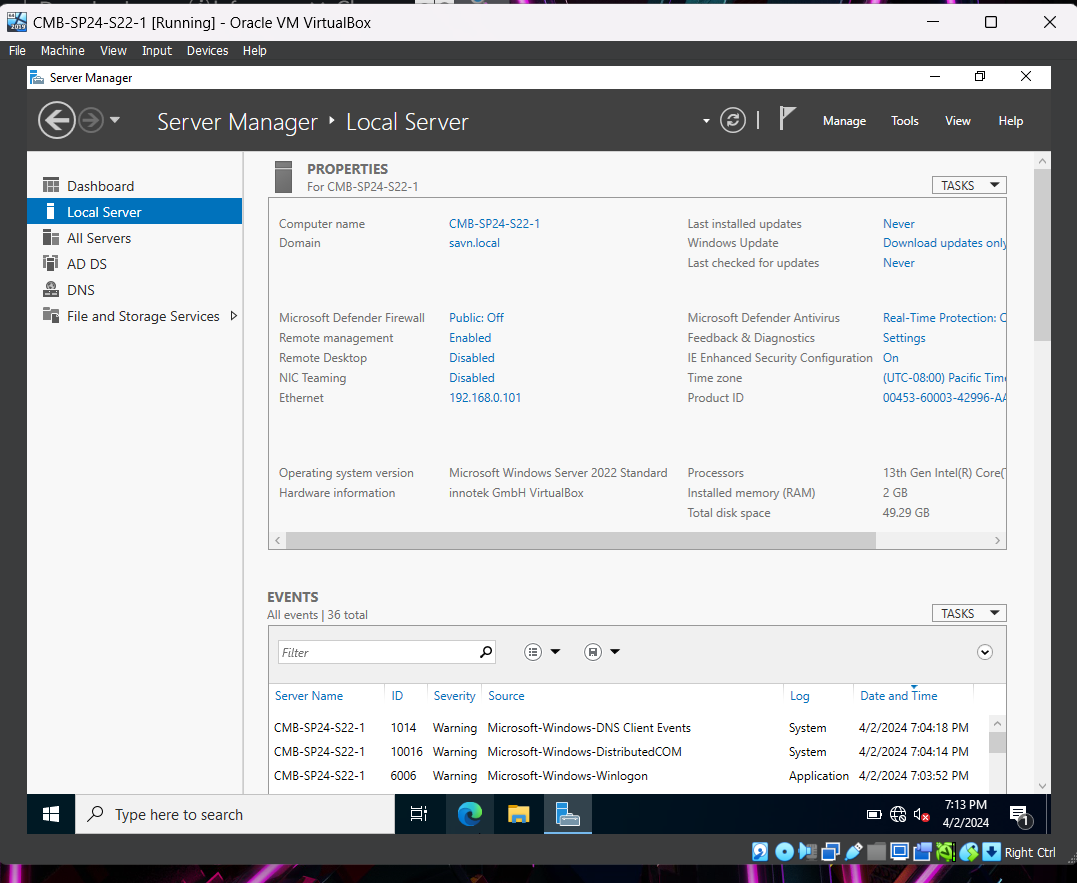 CMB-SP24-S22-1 [Running] - Oracle VM VirtualBox
File Machine View Input Devices Help
Server Manager
Server Manager Local Server
Manage Tools View Help
Dashboard
Local Server
All Servers
AD DS
DNS
File and Storage Services
PROPERTIES
For CMB-SP24-S22-1
TASKS
Computer name CMB-SP24-S22-1 Last installed updates Never
Domain savn.local Windows Update Download updates only
Last checked for updates Never
Microsoft Defender Firewall Public: Off Microsoft Defender Antivirus Real-Time Protection:
Remote management Enabled Feedback & Diagnostics Settings
Remote Desktop Disabled IE Enhanced Security Configuration On
NIC Teaming Disabled Time zone (UTC-08:00) Pacific Time
Ethernet 192.168.0.101 Product ID 00453-60003-42996-AA
Operating system version Microsoft Windows Server 2022 Standard Processors 13th Gen Intel(R) Core(
Hardware information innotek GmbH VirtualBox Installed memory (RAM) 2 GB
Total disk space 49.29 GB
EVENTS
All events | 36 total
TASKS
Filter
Server Name ID Severity Source Log Date and Time
CMB-SP24-S22-1 1014 Warning Microsoft-Windows-DNS Client Events System 4/2/2024 7:04:18 PM
CMB-SP24-S22-1 10016 Warning Microsoft-Windows-DistributedCOM System 4/2/2024 7:04:14 PM
CMB-SP24-S22-1 6006 Warning Microsoft-Windows-Winlogon Application 4/2/2024 7:03:52 PM
Type here to search
7:13 PM
4/2/2024
1
Right Ctrl